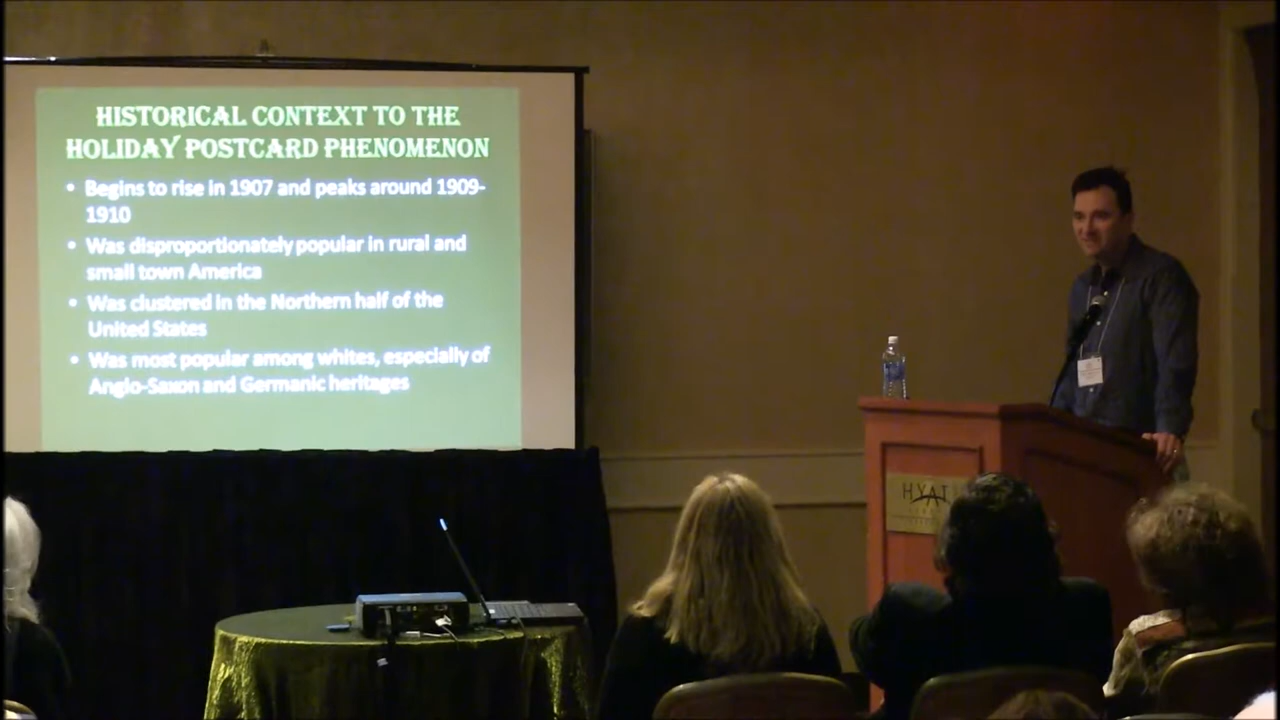 HISTORICAL CONTEXT TO THE
HOLIDAY POSTCARD PHENOMENON
• Begins to rise in 1907 and peaks around 1909-
1910
• Was disproportionately popular in rural and
small town America
• Was clustered in the Northern half of the
United States
• Was most popular among whites, especially of
Anglo-Saxon and Germanic heritages
HYAT